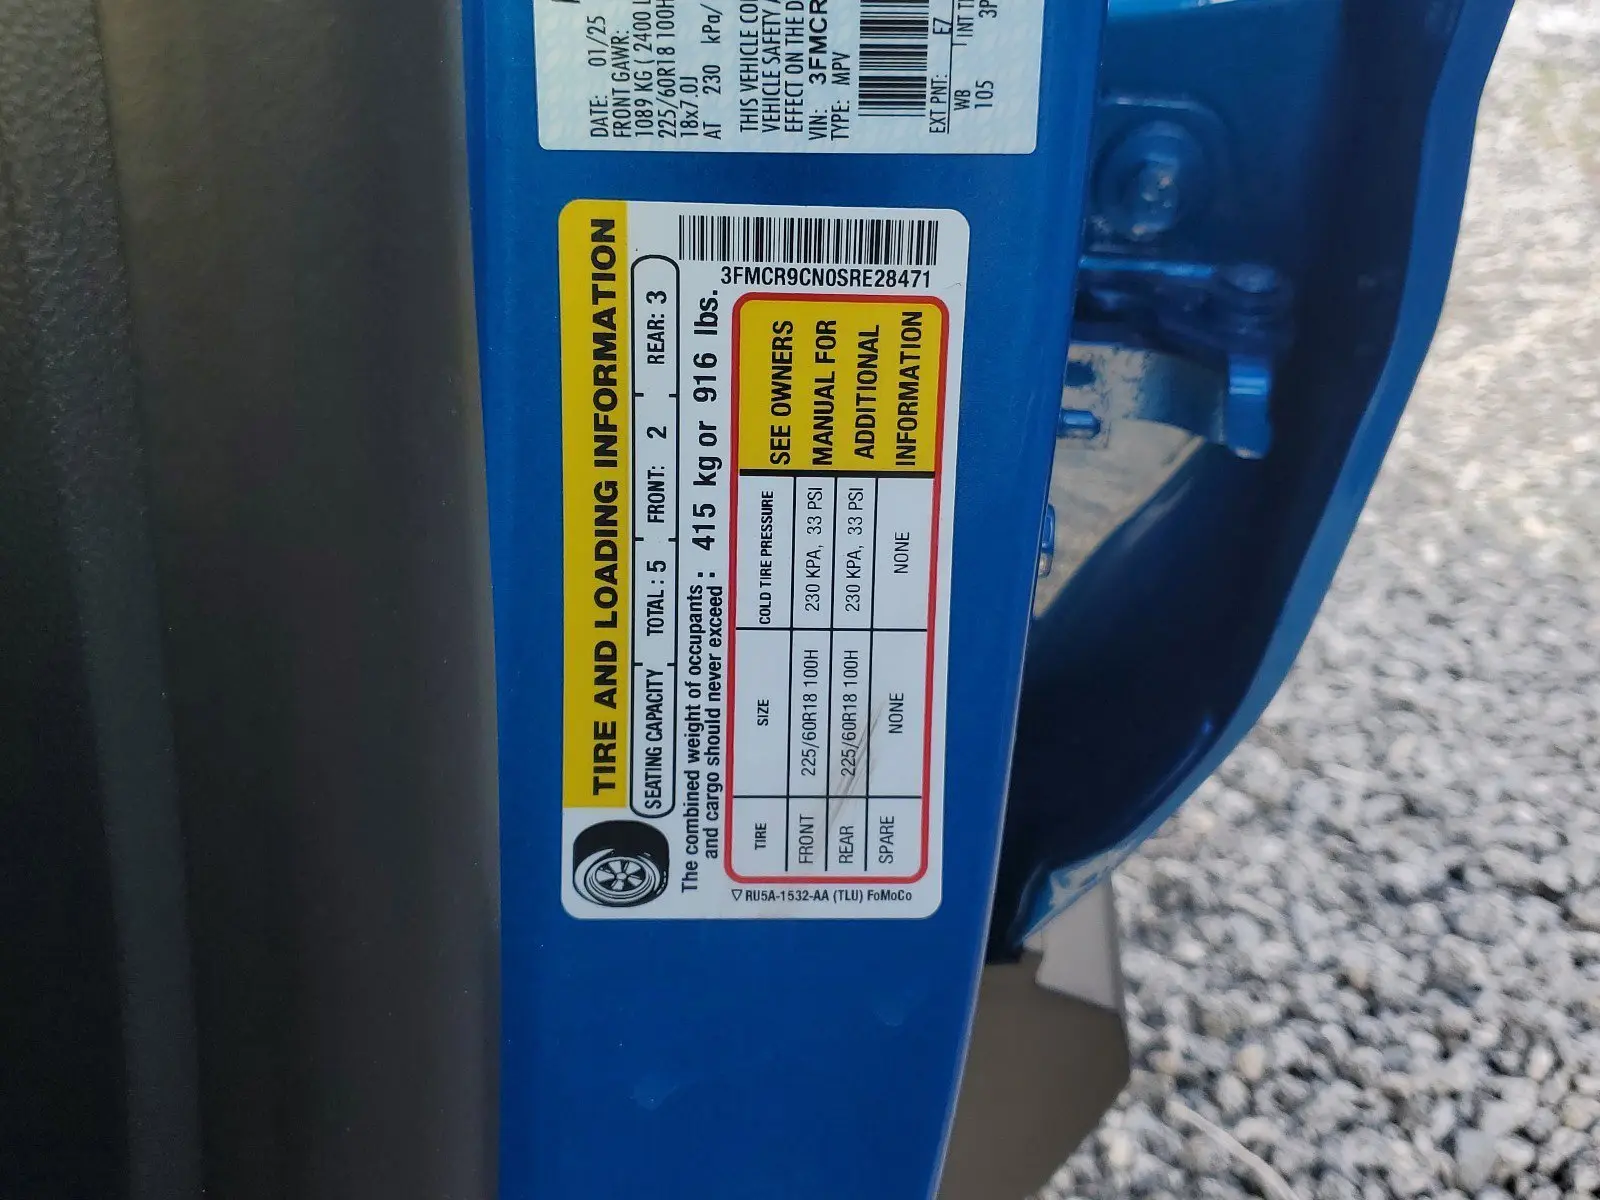 DATE: 01/25
FRONT GAWR:
1089 KG ( 2400 L
225/60R18 100H
18x7.0J
AT 230 kPa/
THIS VEHICLE CO
VEHICLE SAFETY
EFFECT ON THE D
VIN: 3FMCR
TYPE: MPV
EXT PNT: E7
WB INT T
105 3P
TIRE AND LOADING INFORMATION
SEATING CAPACITY TOTAL : 5 FRONT: 2 REAR: 3
The combined weight of occupants
and cargo should never exceed : 415 kg or 916 lbs.
3FMCR9CN0SRE28471
TIRE SIZE COLD TIRE PRESSURE
FRONT 225/60R18 100H 230 KPA, 33 PSI
REAR 225/60R18 100H 230 KPA, 33 PSI
SPARE NONE NONE
SEE OWNERS
MANUAL FOR
ADDITIONAL
INFORMATION
RU5A-1532-AA (TLU) FoMoCo